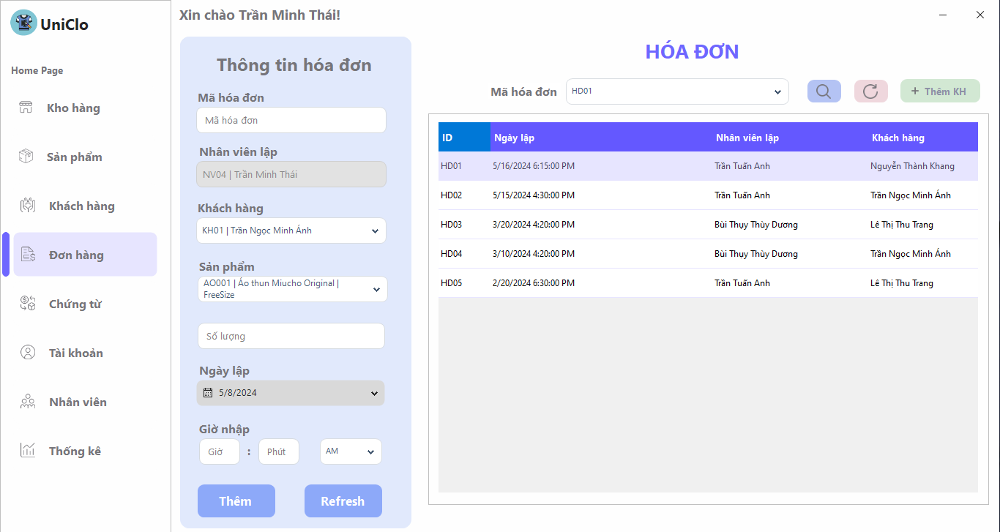 UniClo
Home Page
Kho hàng
Sản phẩm
Khách hàng
Đơn hàng
Chứng từ
Tài khoản
Nhân viên
Thống kê
Xin chào Trần Minh Thái!
Thông tin hóa đơn
Mã hóa đơn
Mã hóa đơn
Nhân viên lập
NV04 | Trần Minh Thái
Khách hàng
KH01 | Trần Ngọc Minh Ánh
Sản phẩm
AO001 | Áo thun Miucho Original |
FreeSize
Số lượng
Ngày lập
5/8/2024
Giờ nhập
Giờ : Phút AM
Thêm Refresh
HÓA ĐƠN
Mã hóa đơn HD01 + Thêm KH
ID Ngày lập Nhân viên lập Khách hàng
HD01 5/16/2024 6:15:00 PM Trần Tuấn Anh Nguyễn Thành Khang
HD02 5/15/2024 4:30:00 PM Trần Tuấn Anh Trần Ngọc Minh Ánh
HD03 3/20/2024 4:20:00 PM Bùi Thụy Thùy Dương Lê Thị Thu Trang
HD04 3/10/2024 4:20:00 PM Bùi Thụy Thùy Dương Trần Ngọc Minh Ánh
HD05 2/20/2024 6:30:00 PM Trần Tuấn Anh Lê Thị Thu Trang